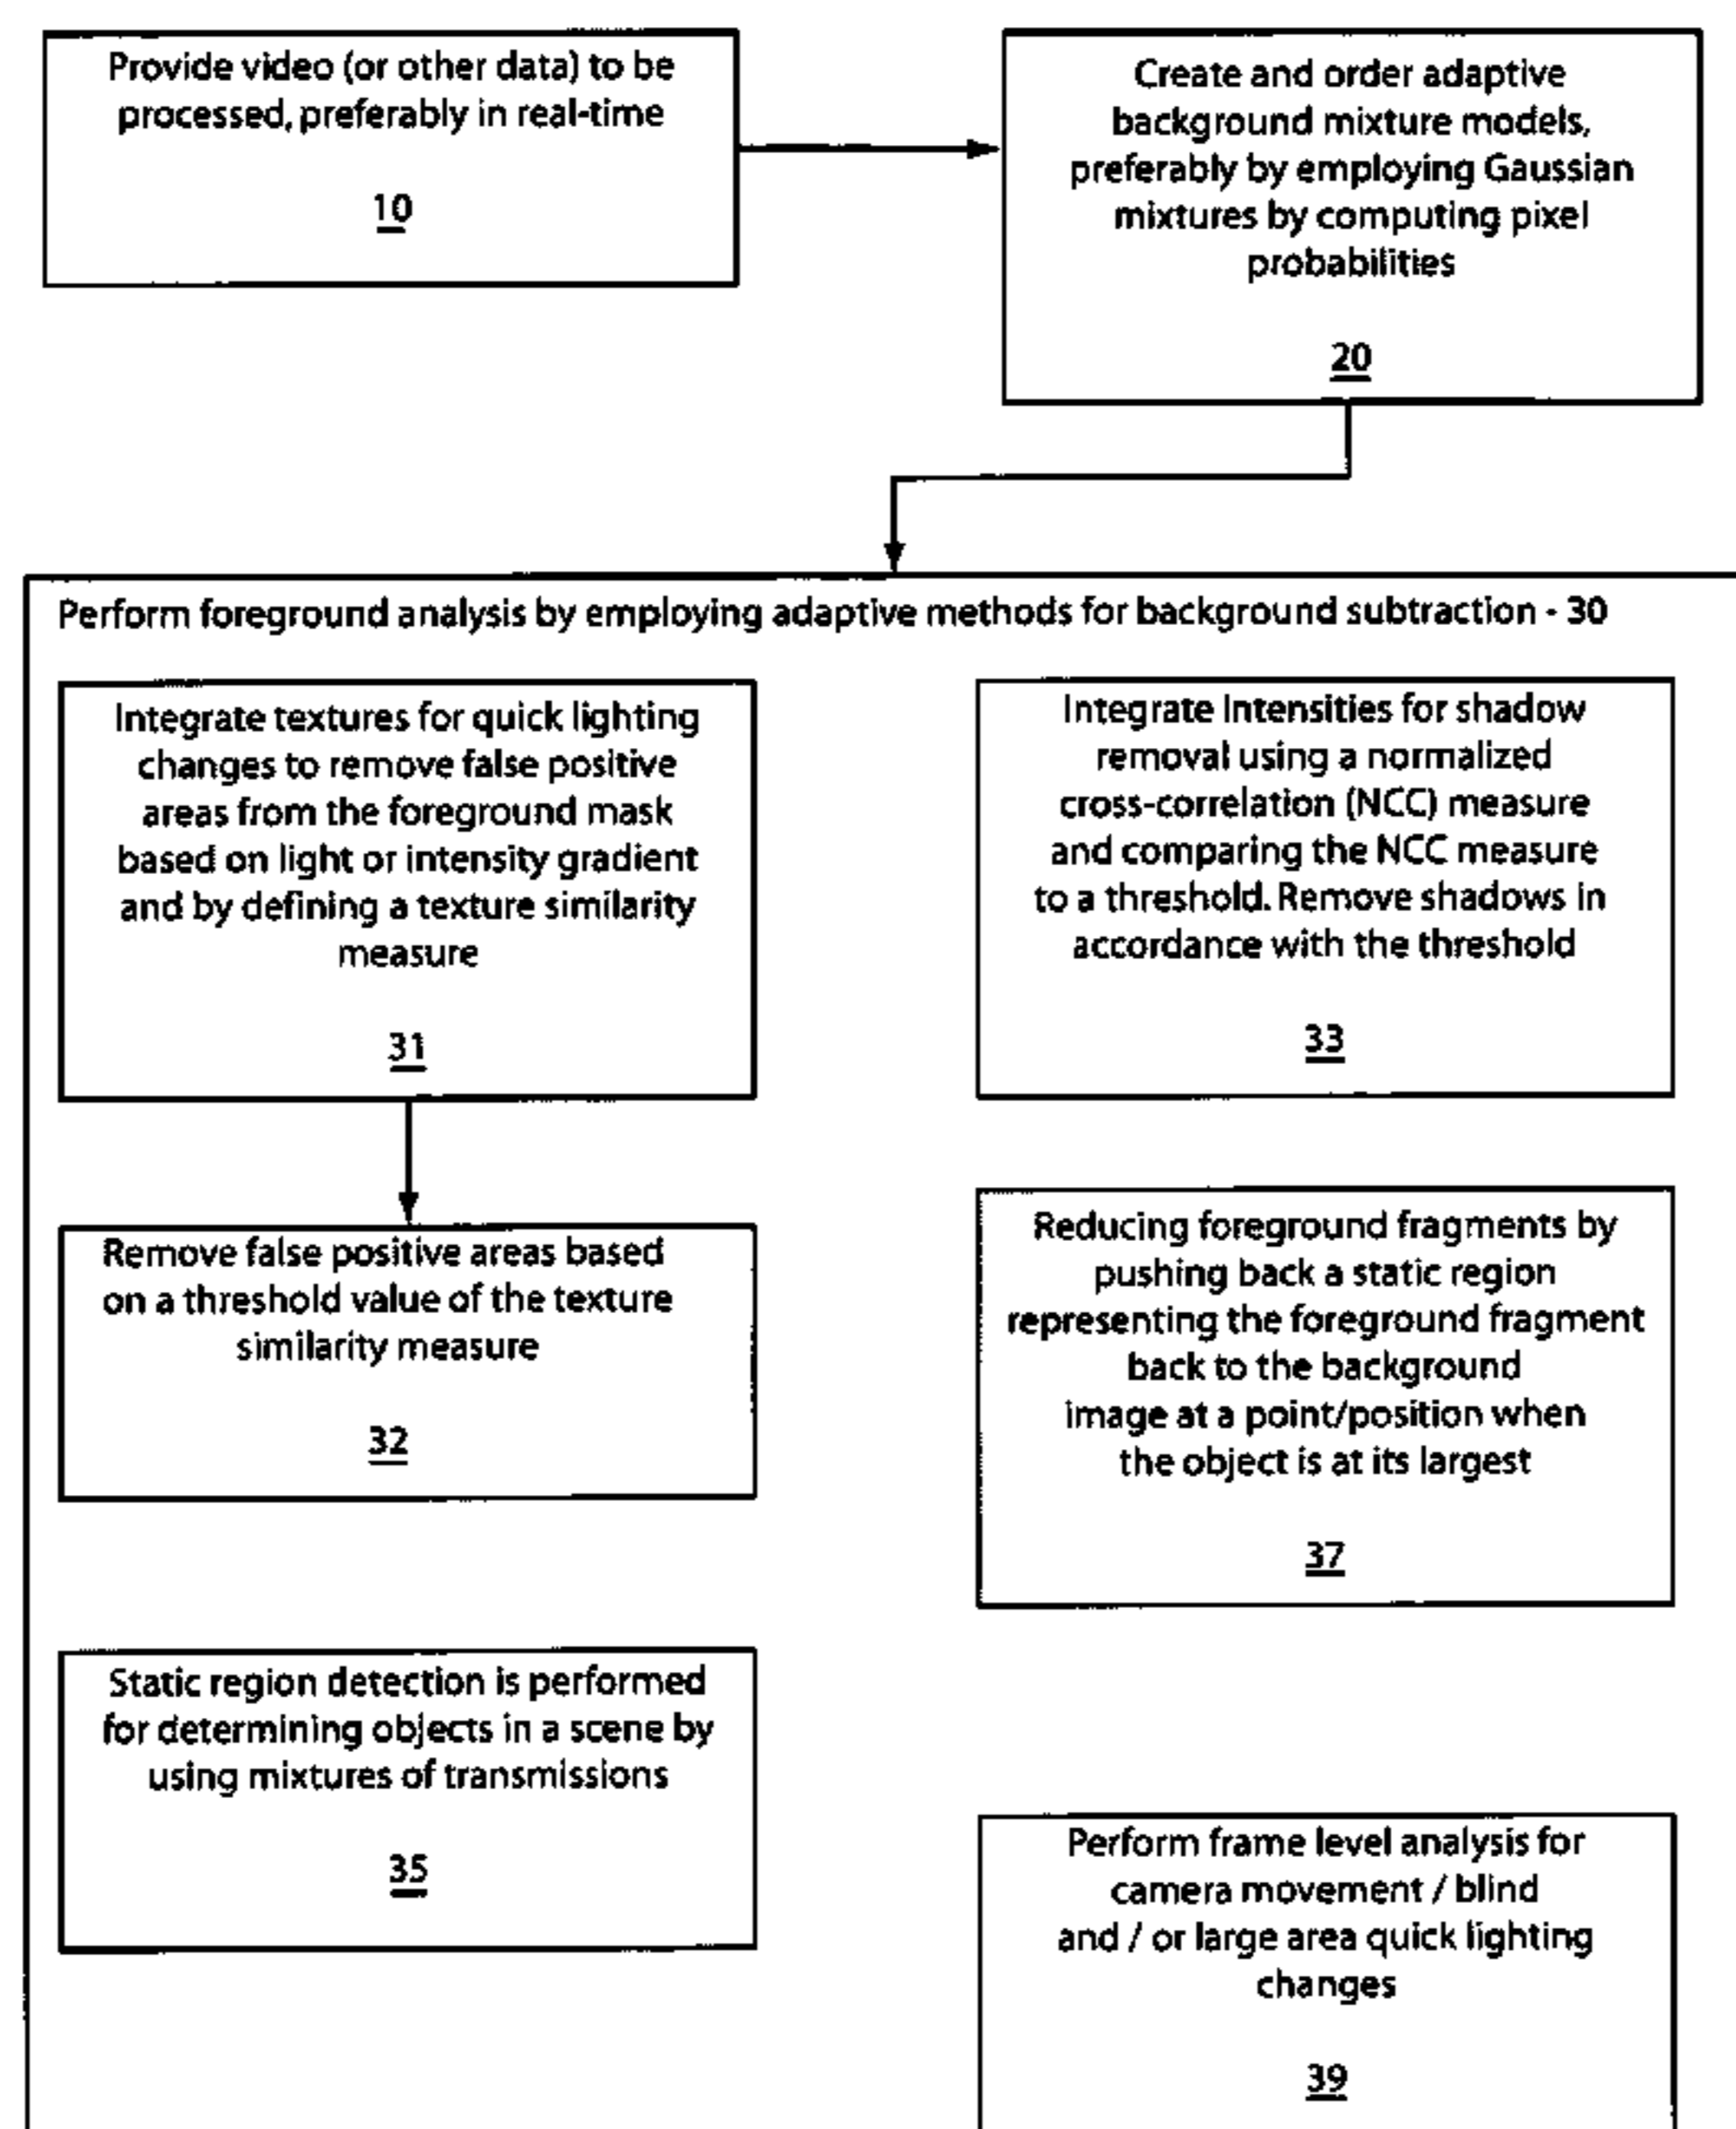 Provide video (or other data) to be
processed, preferably in real-time
10
Create and order adaptive
background mixture models,
preferably by employing Gaussian
mixtures by computing pixel
probabilities
20
Perform foreground analysis by employing adaptive methods for background subtraction - 30
Integrate textures for quick lighting
changes to remove false positive
areas from the foreground mask
based on light or intensity gradient
and by defining a texture similarity
measure
31
Integrate Intensities for shadow
removal using a normalized
cross-correlation (NCC) measure
and comparing the NCC measure
to a threshold. Remove shadows in
accordance with the threshold
33
Remove false positive areas based
on a threshold value of the texture
similarity measure
32
Reducing foreground fragments by
pushing back a static region
representing the foreground fragment
back to the background
image at a point/position when
the object is at its largest
37
Static region detection is performed
for determining objects in a scene by
using mixtures of transmissions
35
Perform frame level analysis for
camera movement / blind
and / or large area quick lighting
changes
39